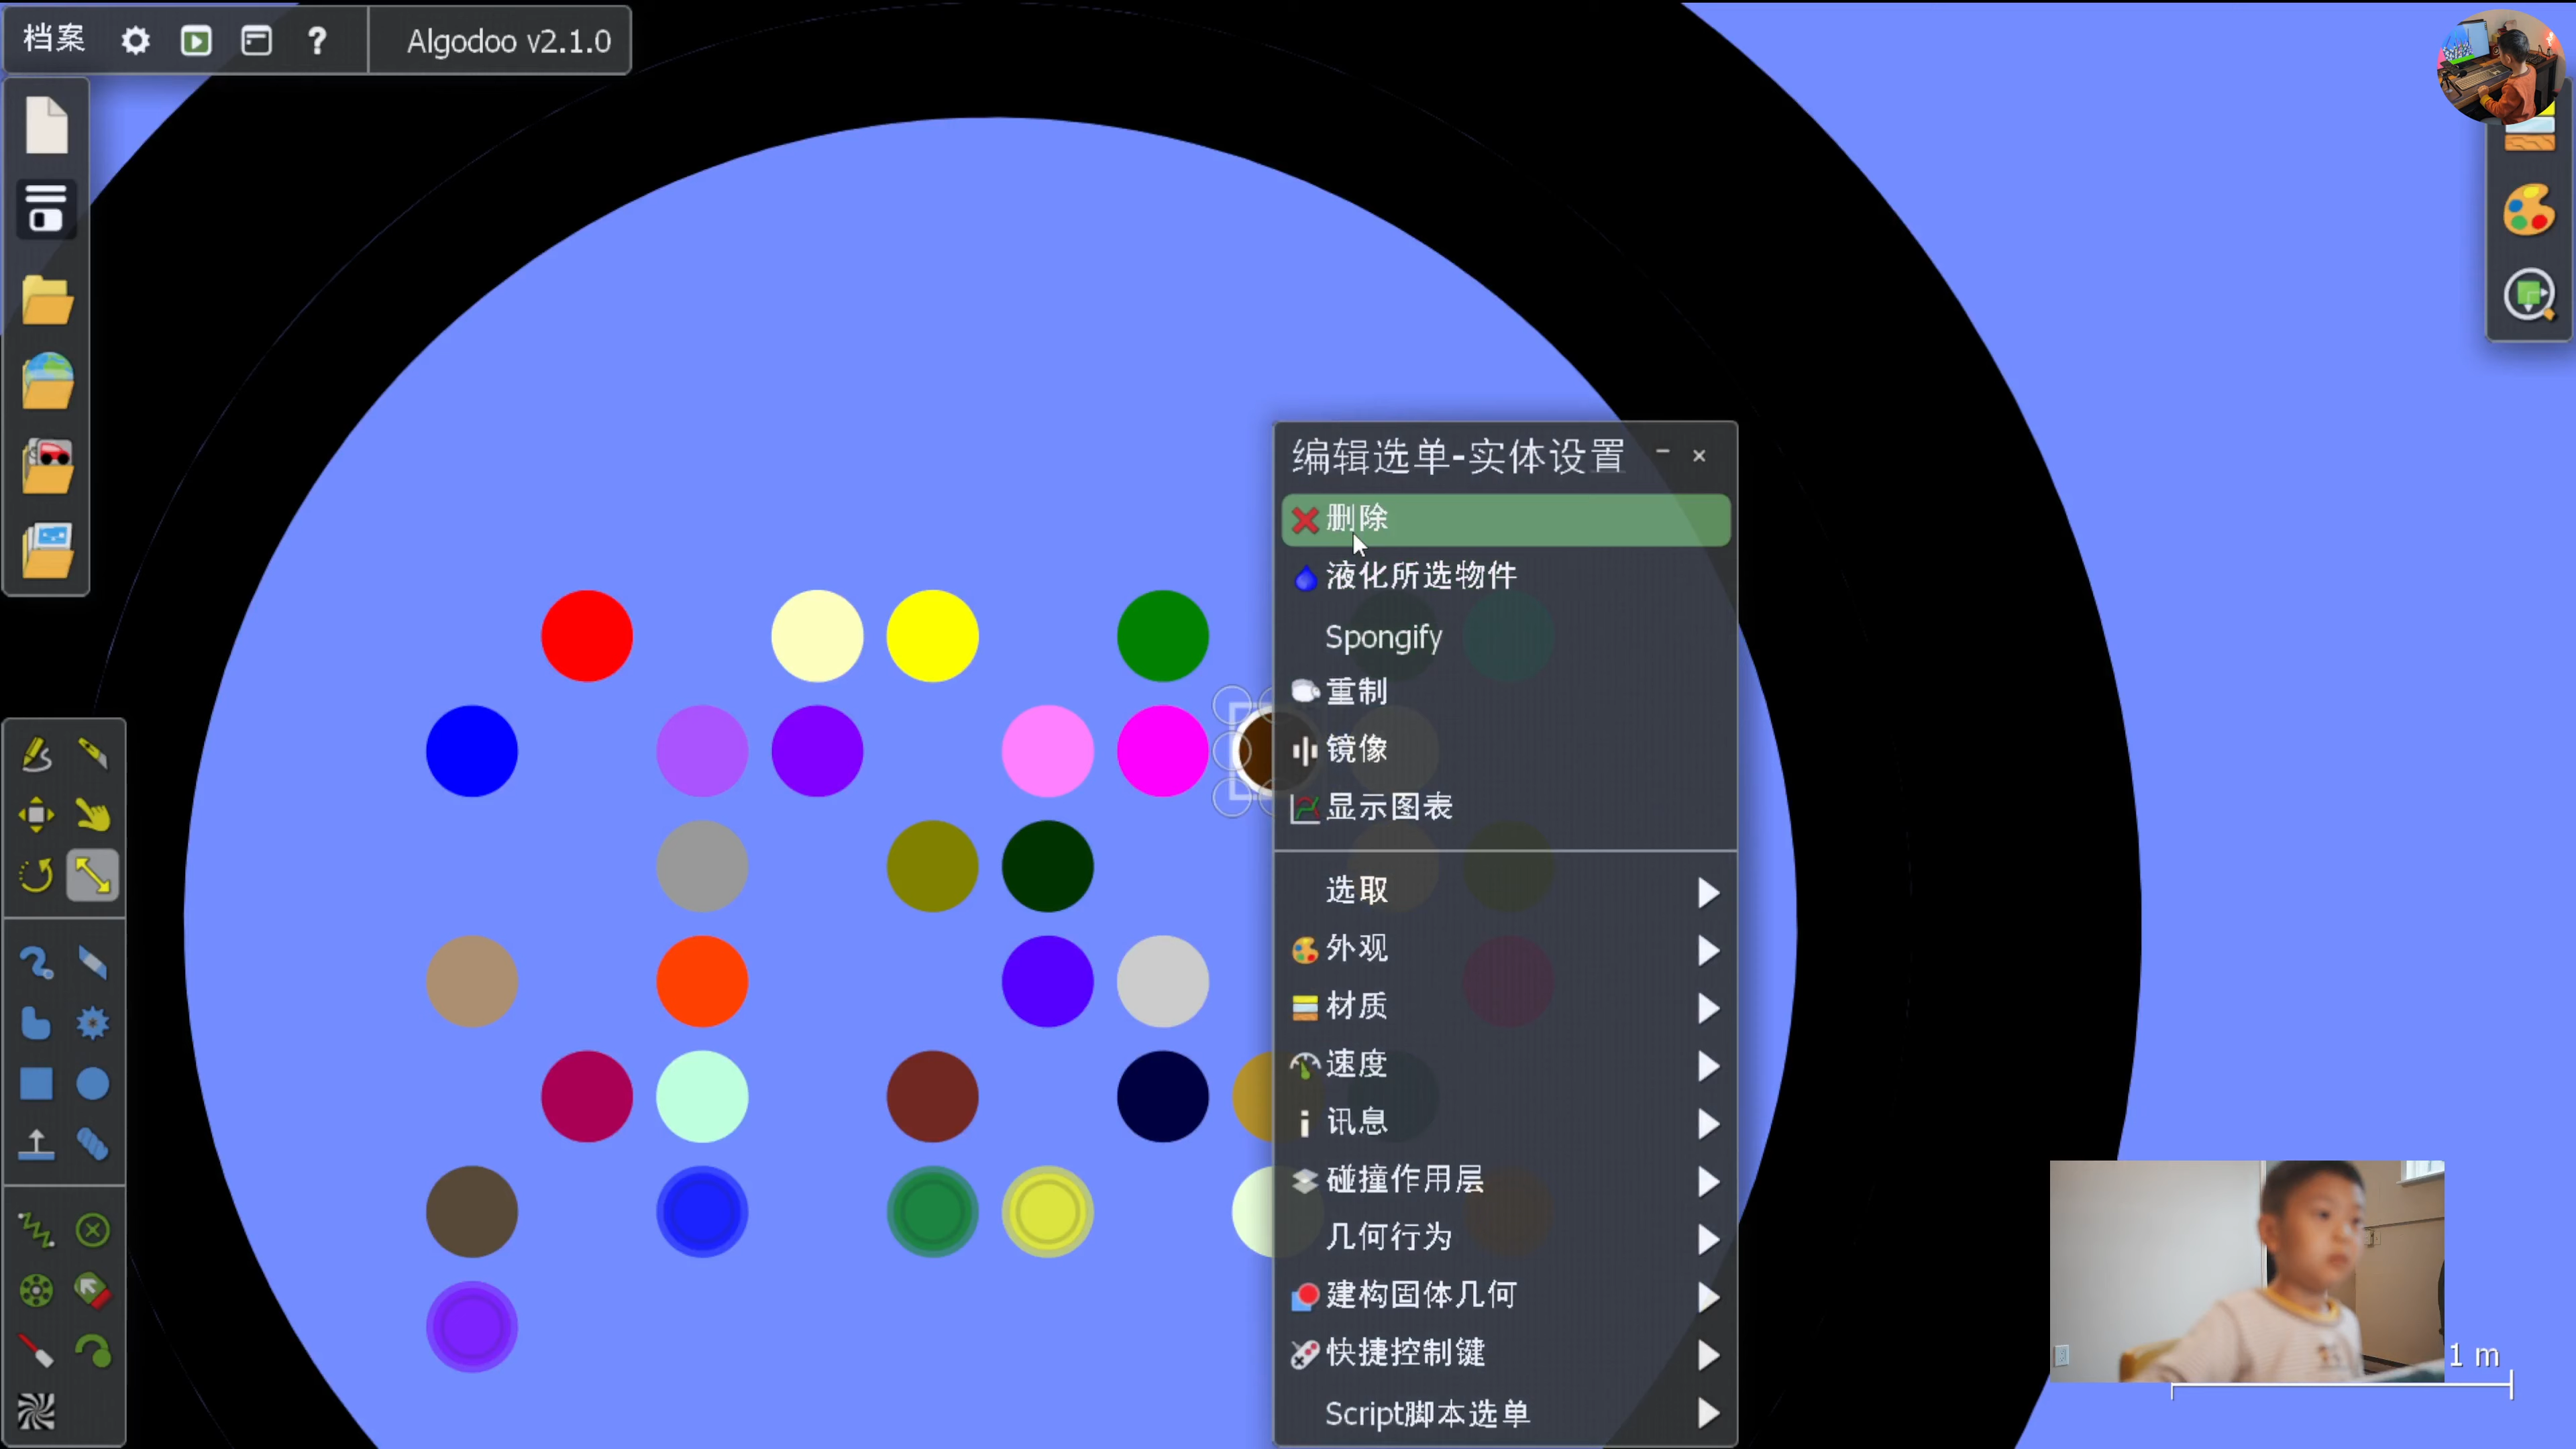 档案 ? Algodoo v2.1.0
编辑选单-实体设置
删除
液化所选物件
Spongify
重制
镜像
显示图表
选取
外观
材质
速度
讯息
碰撞作用层
几何行为
建构固体几何
快捷控制键
Script脚本选单
1 m